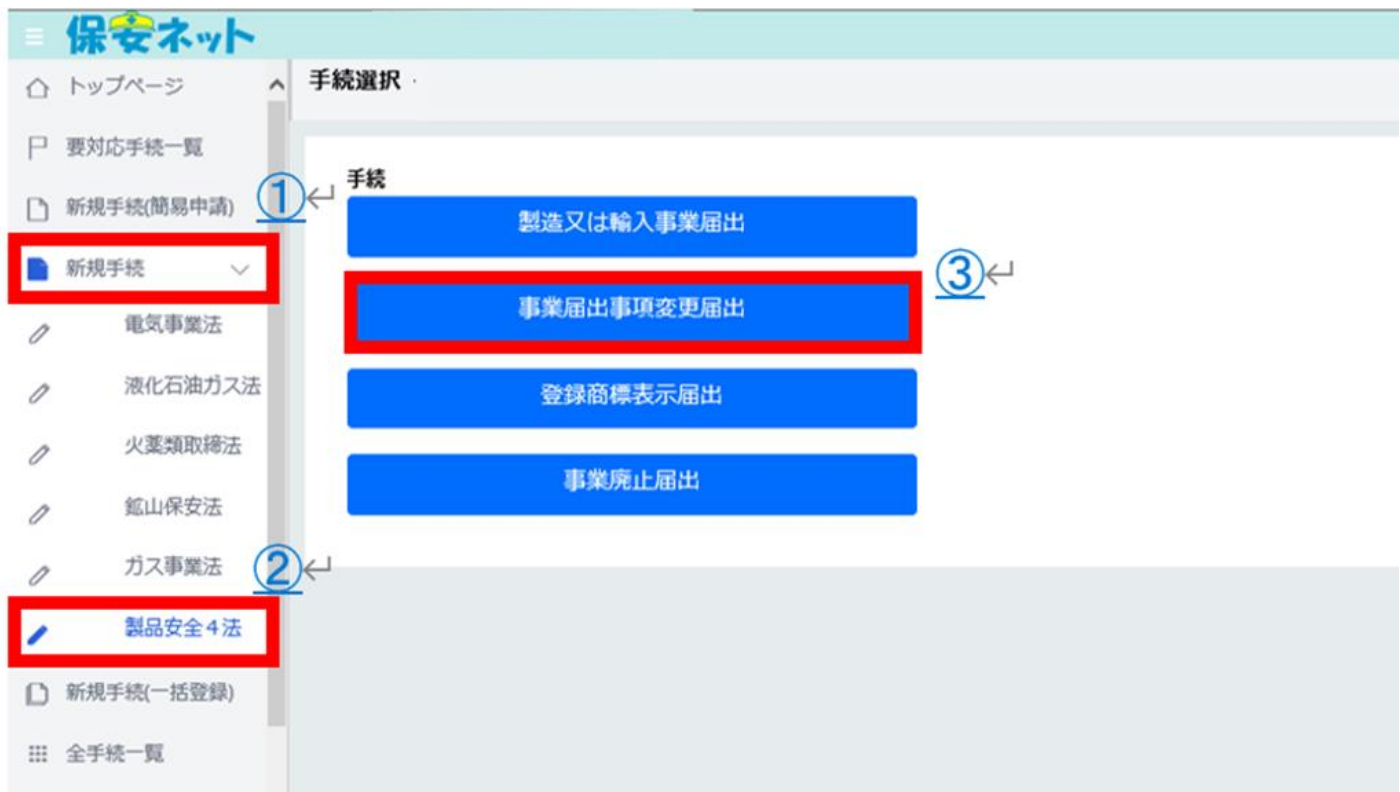 保安ネット
トップページ
要対応手続一覧
新規手続(簡易申請)
新規手続
電気事業法
液化石油ガス法
火薬類取締法
鉱山保安法
ガス事業法
製品安全4法
新規手続(一括登録)
全手続一覧
手続選択
①↵
手続
製造又は輸入事業届出
③↵
事業届出事項変更届出
登録商標表示届出
事業廃止届出
②↵